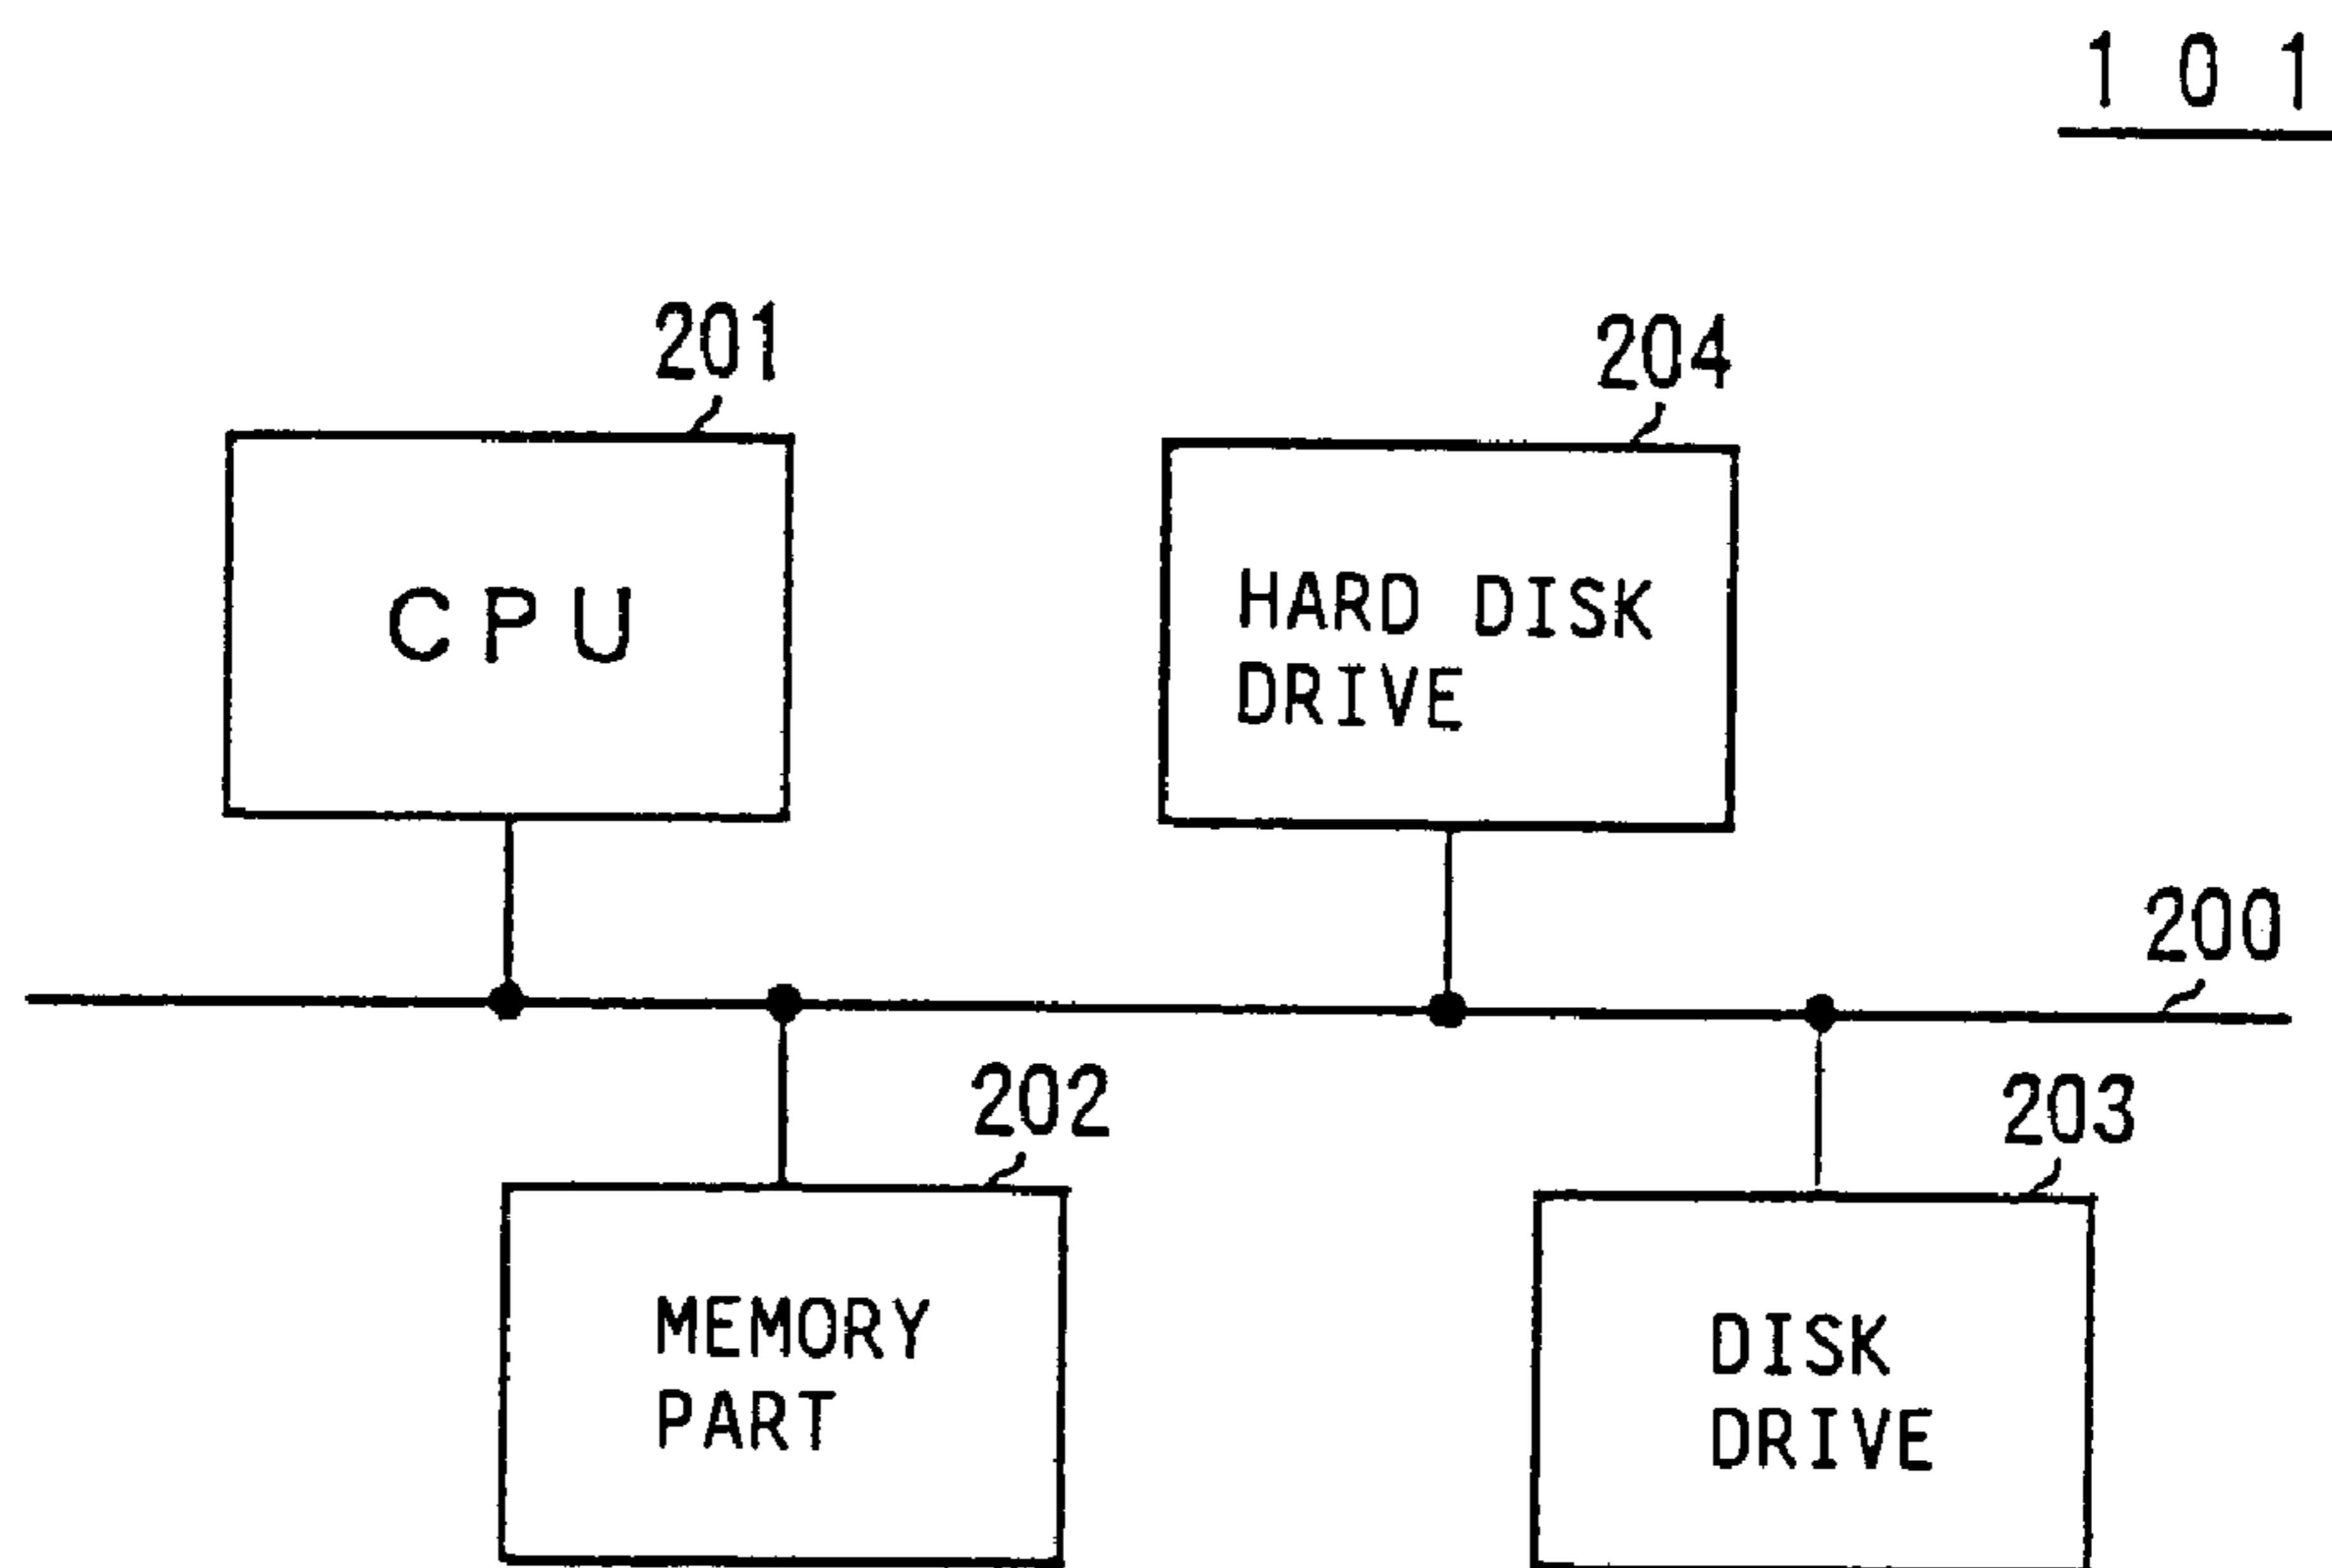 101
201
204
CPU
HARD DISK
DRIVE
200
202
203
MEMORY
PART
DISK
DRIVE